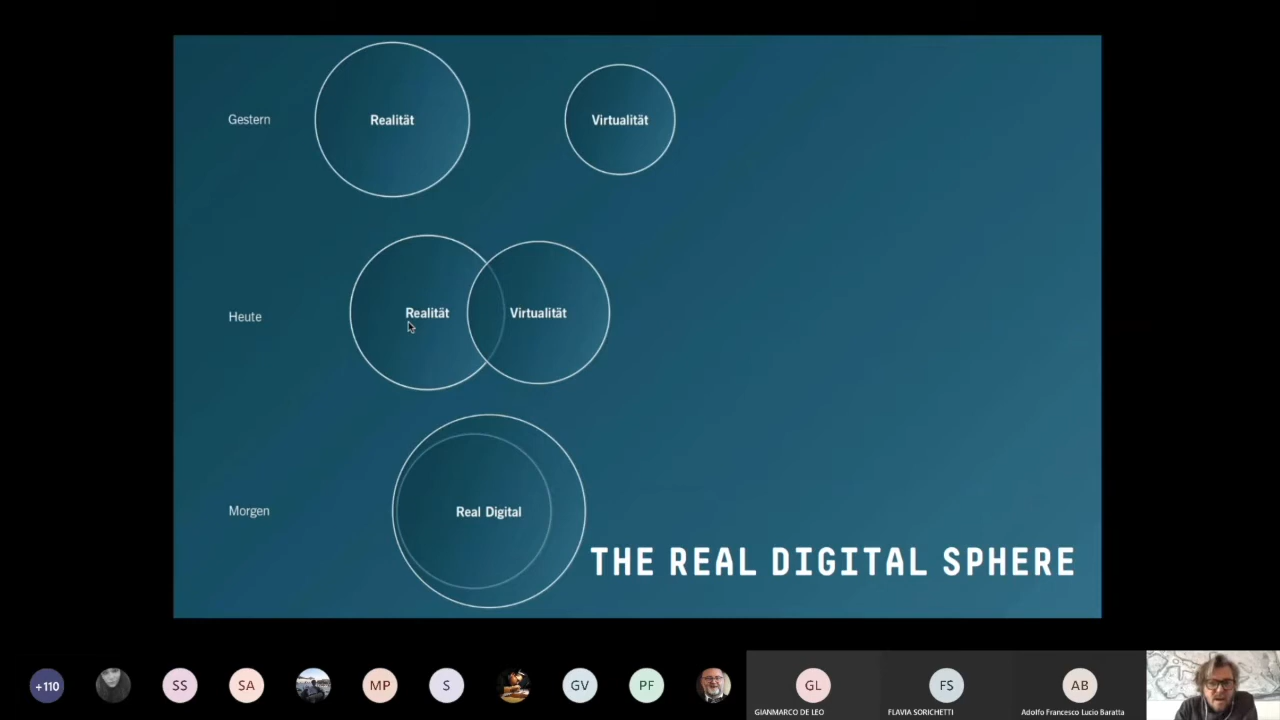 Gestern
Realität
Virtualität
Heute
Realität
Virtualität
Morgen
Real Digital
THE REAL DIGITAL SPHERE
+110
SS
SA
MP
S
GV
PF
GL
FS
AB
GIANMARCO DE LEO
FLAVIA SORICHETTI
Adolfo Francesco Lucio Baratta